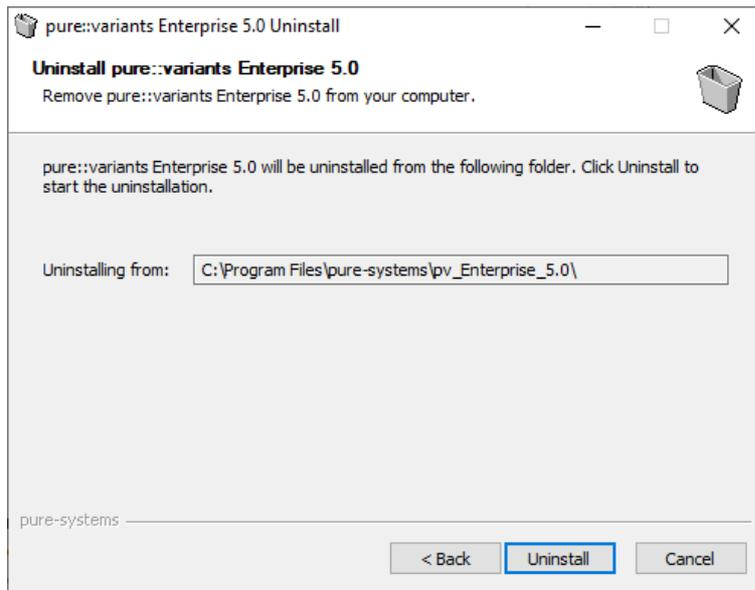 pure::variants Enterprise 5.0 Uninstall
Uninstall pure::variants Enterprise 5.0
Remove pure::variants Enterprise 5.0 from your computer.
pure::variants Enterprise 5.0 will be uninstalled from the following folder. Click Uninstall to
start the uninstallation.
Uninstalling from:
C:\Program Files\pure-systems\pv_Enterprise_5.0\
pure-systems
< Back
Uninstall
Cancel